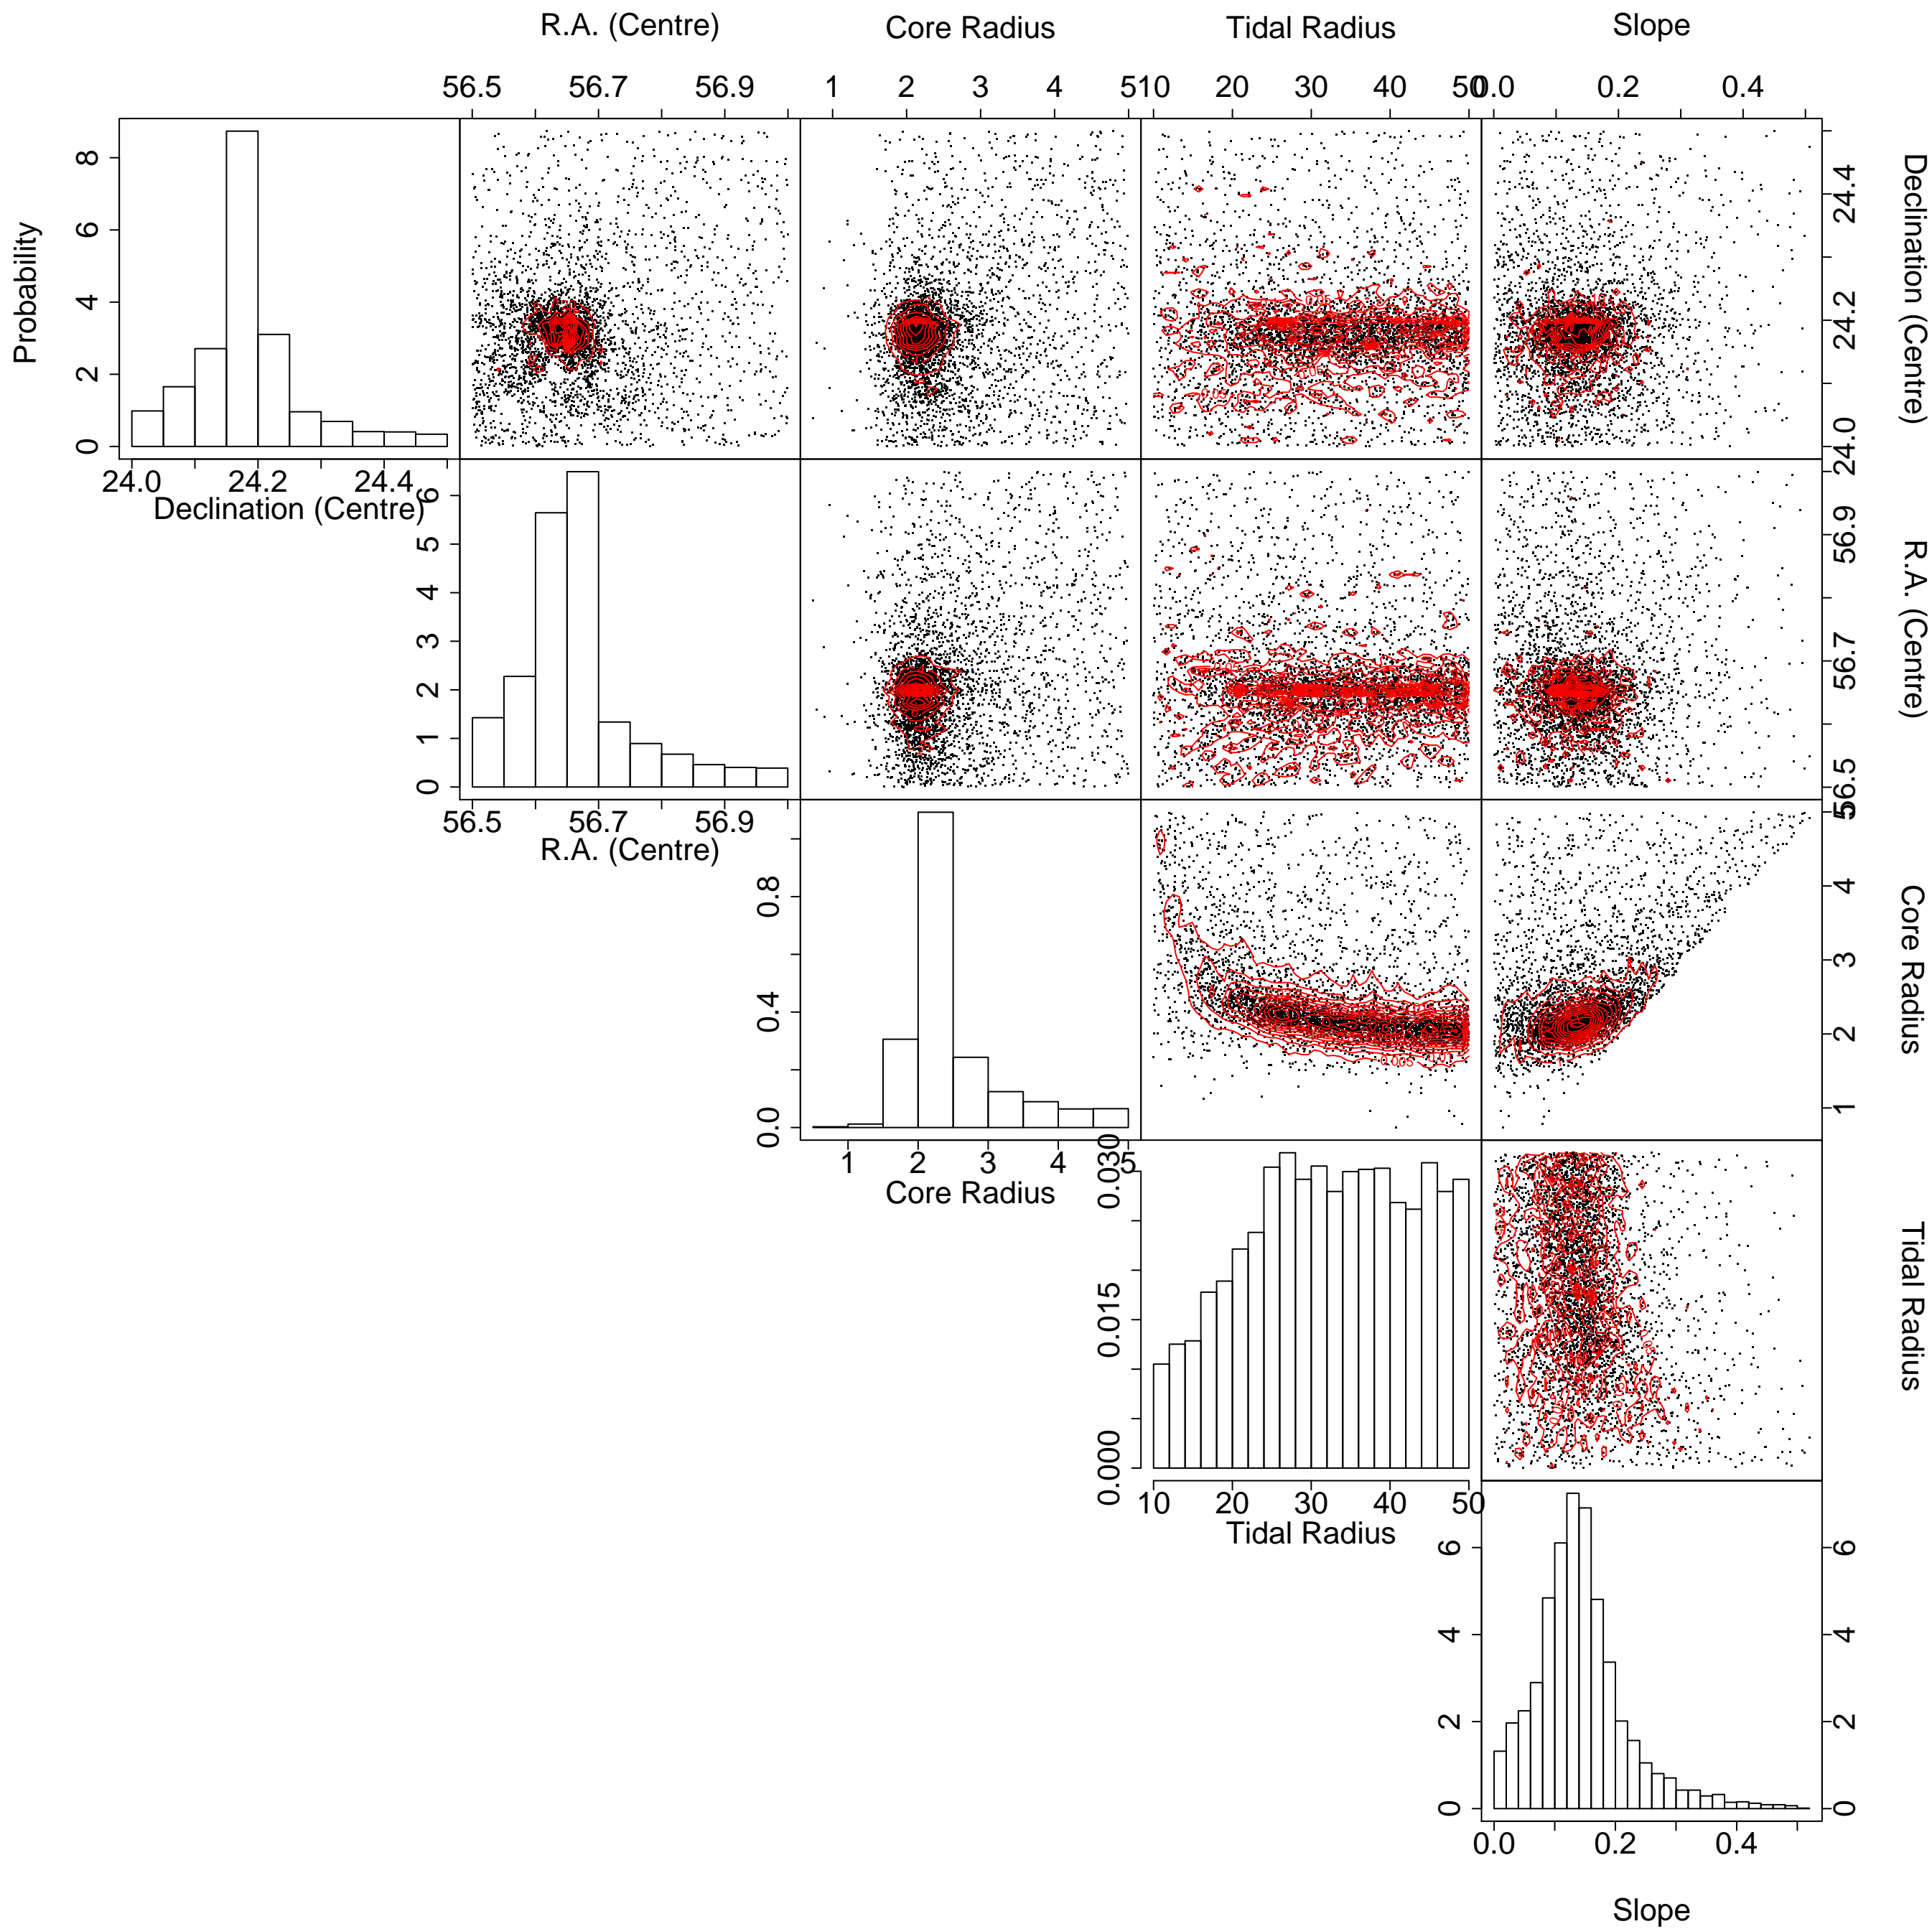 R.A. (Centre) Core Radius Tidal Radius Slope
56.5 56.7 56.9 1 2 3 4 5 10 20 30 40 50 0.0 0.2 0.4
Probability
0 2 4 6 8
24.0 24.2 24.4
Declination (Centre)
24.0 24.2 24.4
Declination (Centre)
0 1 2 3 4 5 6
56.5 56.7 56.9
R.A. (Centre)
56.5 56.7 56.9
R.A. (Centre)
0.0 0.4 0.8
1 2 3 4 5
Core Radius
0.005
1 2 3 4 5
Core Radius
0.000 0.015 0.030
10 20 30 40 50
Tidal Radius
Tidal Radius
0 2 4 6
0 2 4 6
0.0 0.2 0.4
Slope